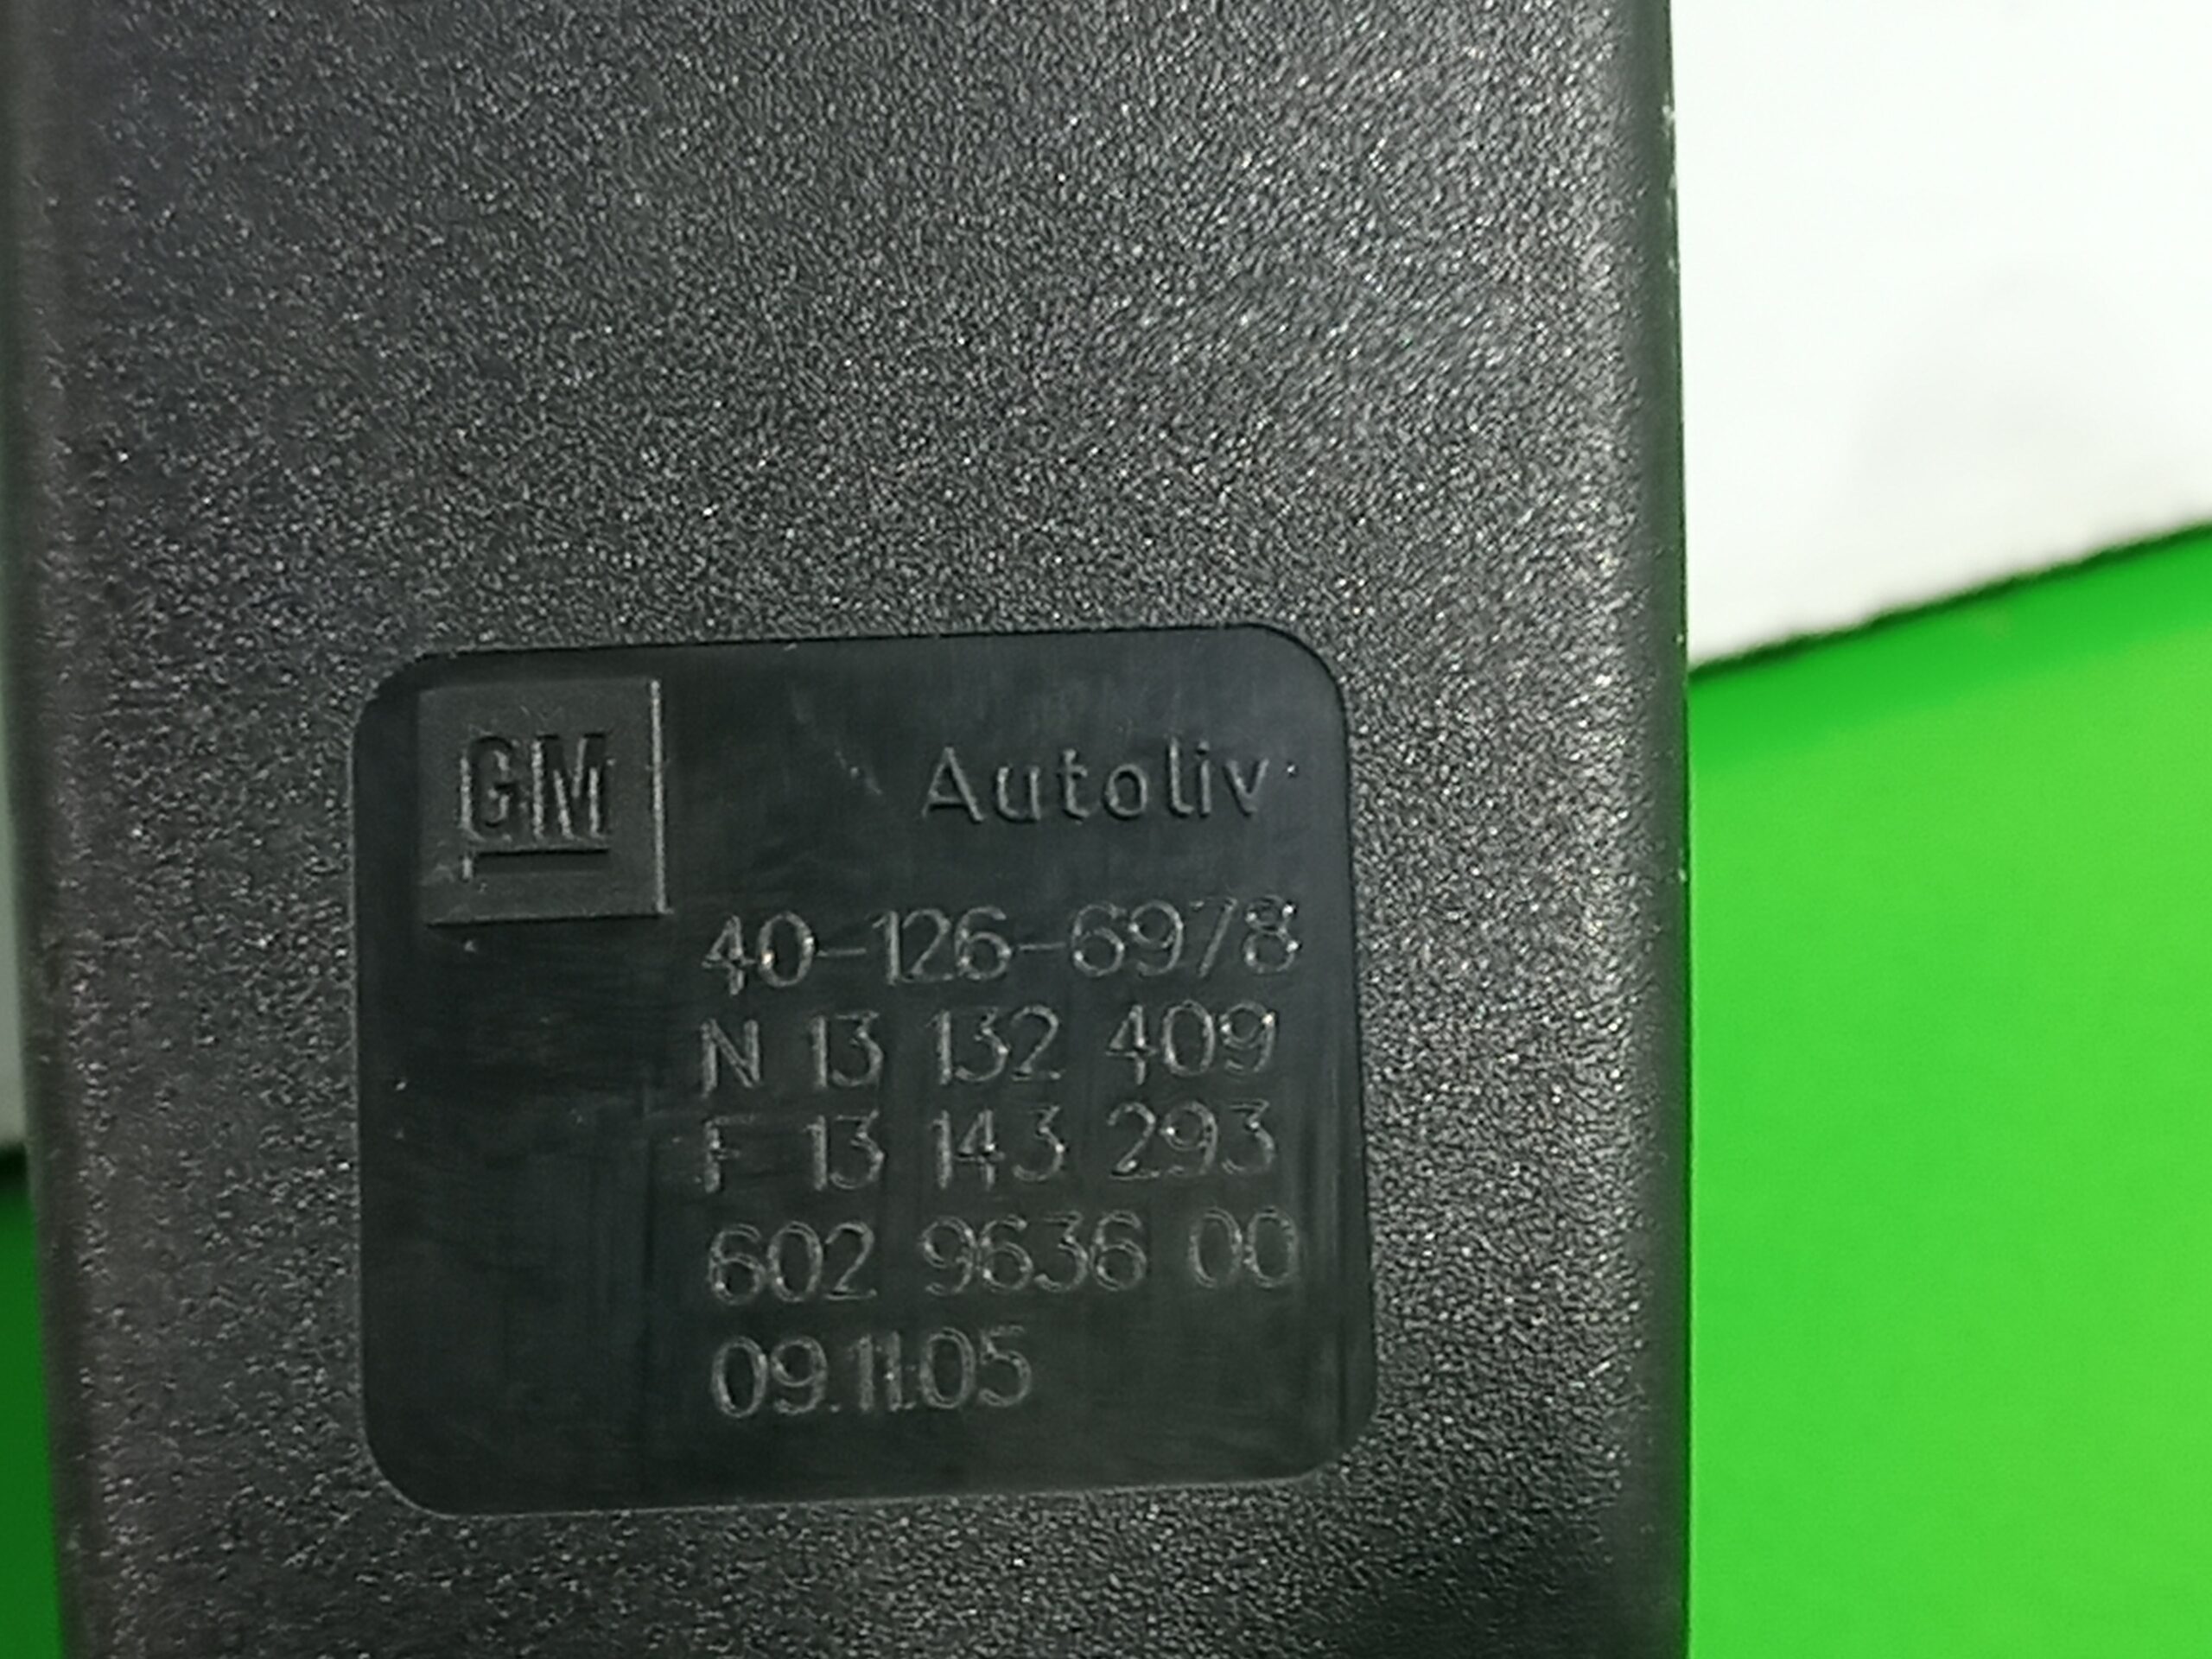 GM Autoliv
40-126-6978
N 13 132 409
F 13 143 293
602 9636 00
09.11.05